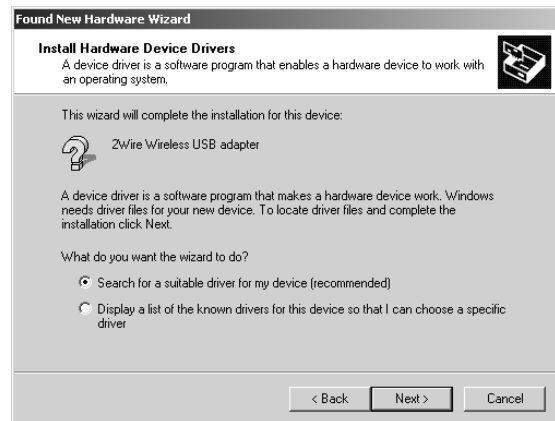 Found New Hardware Wizard
Install Hardware Device Drivers
A device driver is a software program that enables a hardware device to work with
an operating system.
This wizard will complete the installation for this device:
2Wire Wireless USB adapter
A device driver is a software program that makes a hardware device work. Windows
needs driver files for your new device. To locate driver files and complete the
installation click Next.
What do you want the wizard to do?
Search for a suitable driver for my device (recommended)
Display a list of the known drivers for this device so that I can choose a specific
driver
< Back Next > Cancel